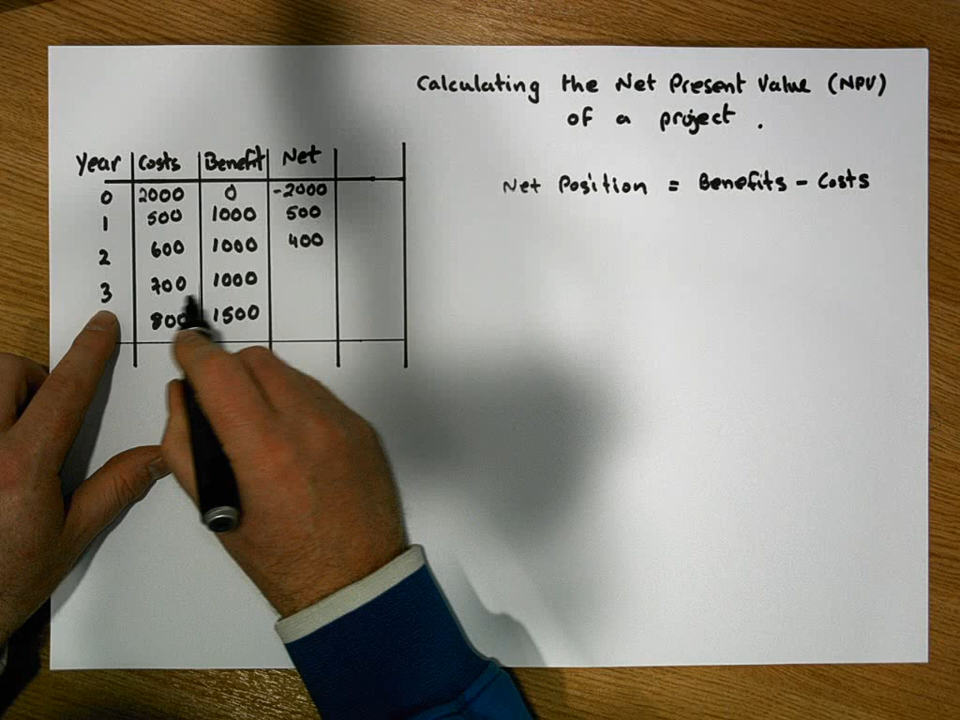 Calculating the Net Present Value (NPV)
of a project.
Year Costs Benefit Net
0 2000 0 -2000
1 500 1000 500
2 600 1000 400
3 700 1000
800 1500
Net Position = Benefits - Costs